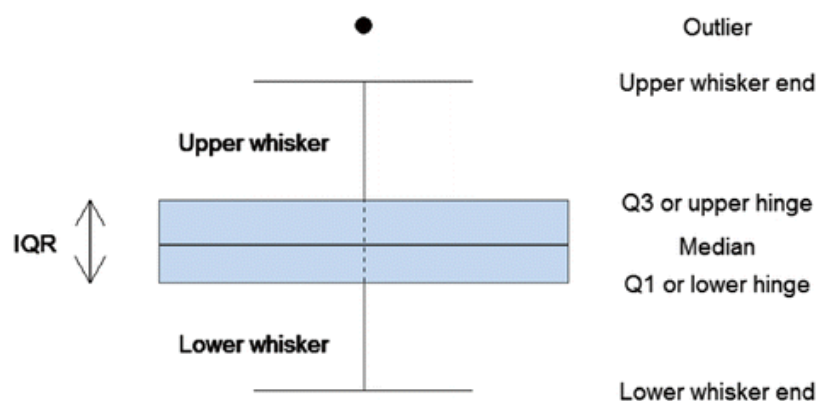 Outlier
Upper whisker end
Upper whisker
Q3 or upper hinge
IQR
Median
Q1 or lower hinge
Lower whisker
Lower whisker end